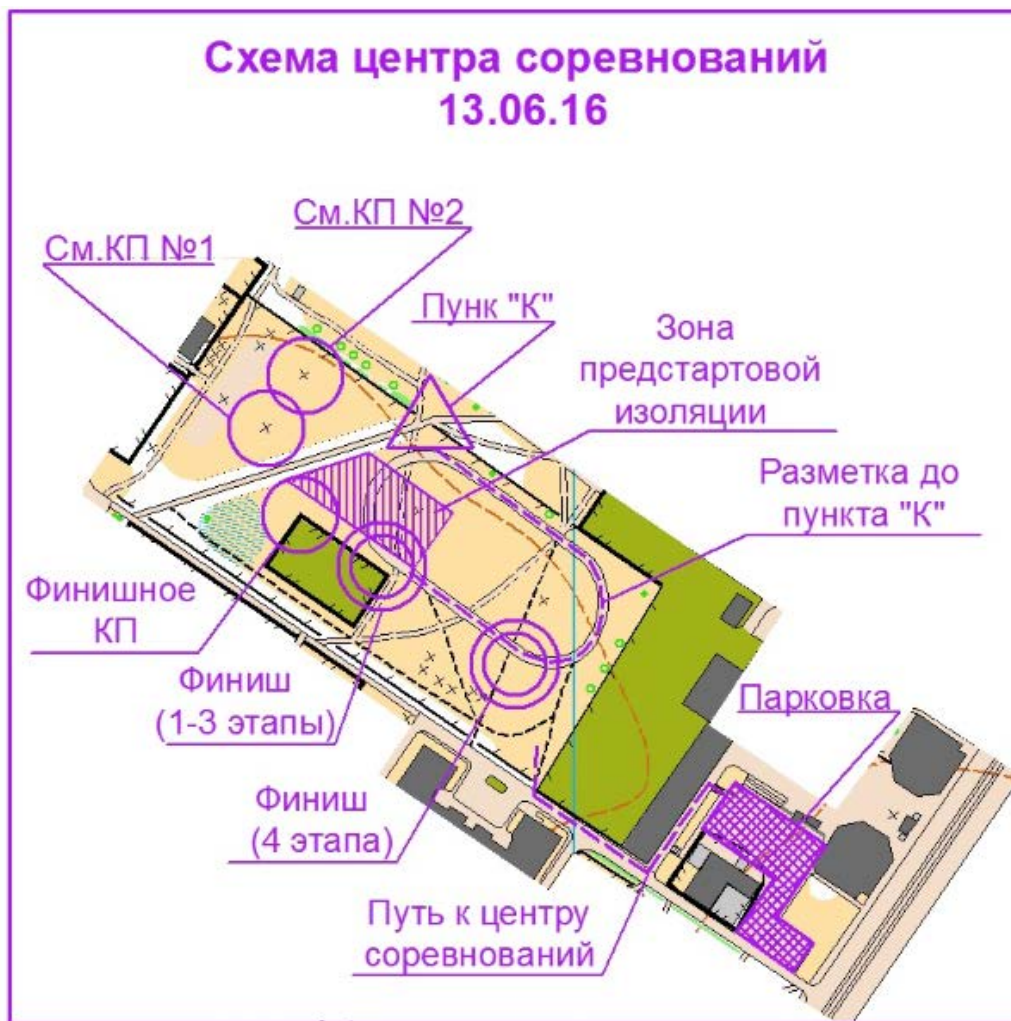 Схема центра соревнований
13.06.16
См.КП №2
См.КП №1
Пунк "К"
Зона
предстартовой
изоляции
Разметка до
пункта "К"
Финишное
КП
Финиш
(1-3 этапы)
Парковка
Финиш
(4 этапа)
Путь к центру
соревнований